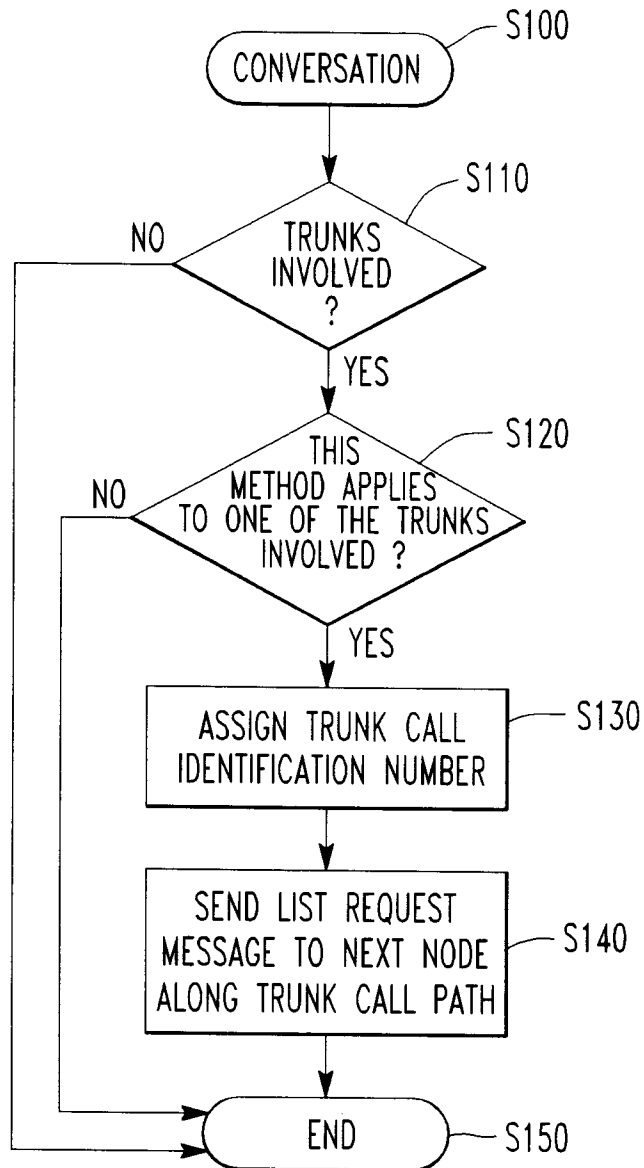 S100
CONVERSATION
S110
NO
TRUNKS
INVOLVED
?
YES
S120
THIS
NO
METHOD APPLIES
TO ONE OF THE TRUNKS
INVOLVED ?
YES
S130
ASSIGN TRUNK CALL
IDENTIFICATION NUMBER
SEND LIST REQUEST
MESSAGE TO NEXT NODE
S140
ALONG TRUNK CALL PATH
END
S150